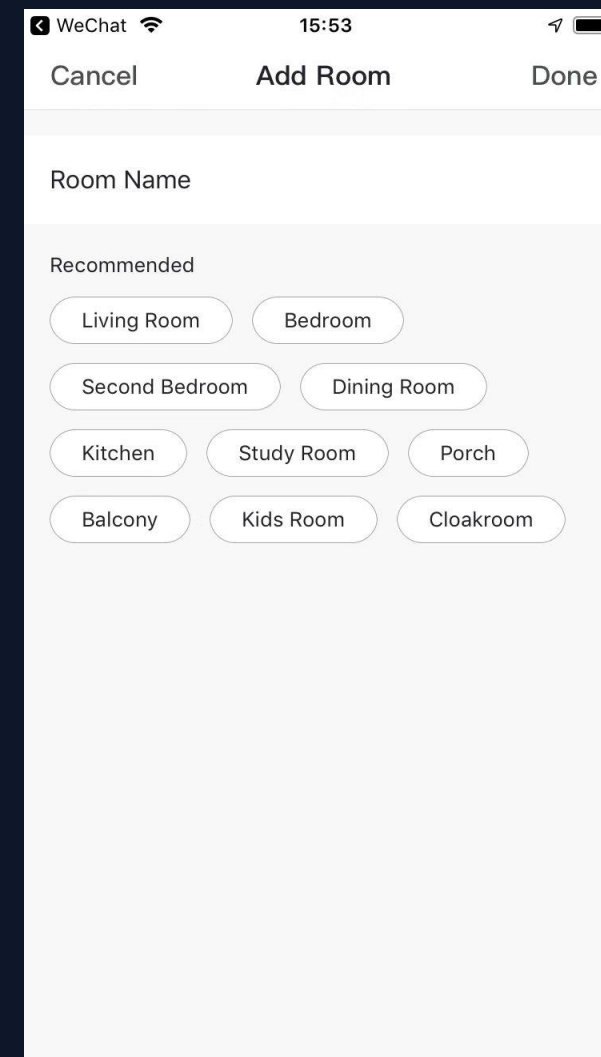 WeChat 15:53
Cancel Add Room Done
Room Name
Recommended
Living Room Bedroom
Second Bedroom Dining Room
Kitchen Study Room Porch
Balcony Kids Room Cloakroom